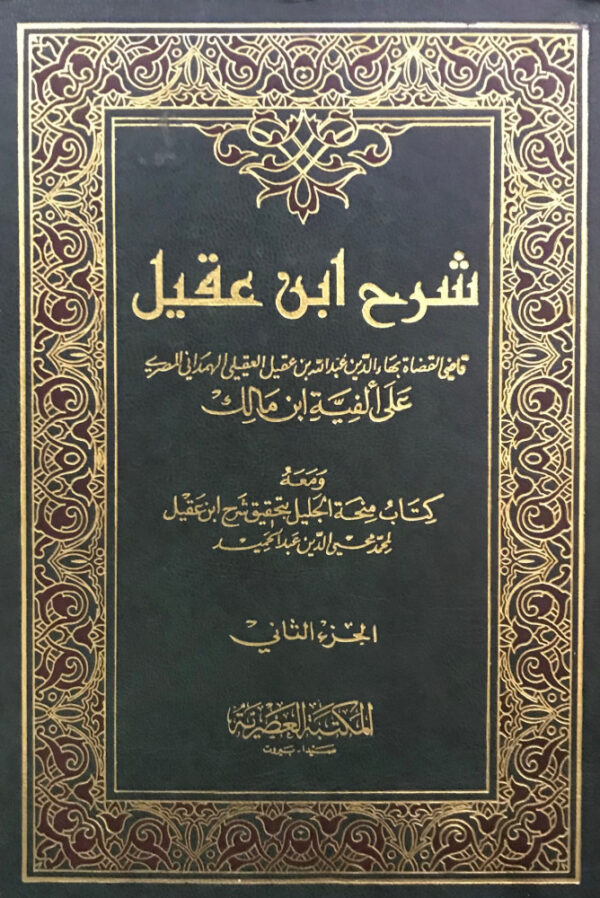 شرح ابن عقيل
قاضي القضاة بهاء الدين عبد الله بن عقيل العقيلي الهمداني المصري
على ألفية ابن مالك
ومعه
كتاب منحة الجليل بتحقيق شرح ابن عقيل
لمحمد محيي الدين عبد الحميد
الجزء الثاني
المكتبة العصرية
صيدا - بيروت